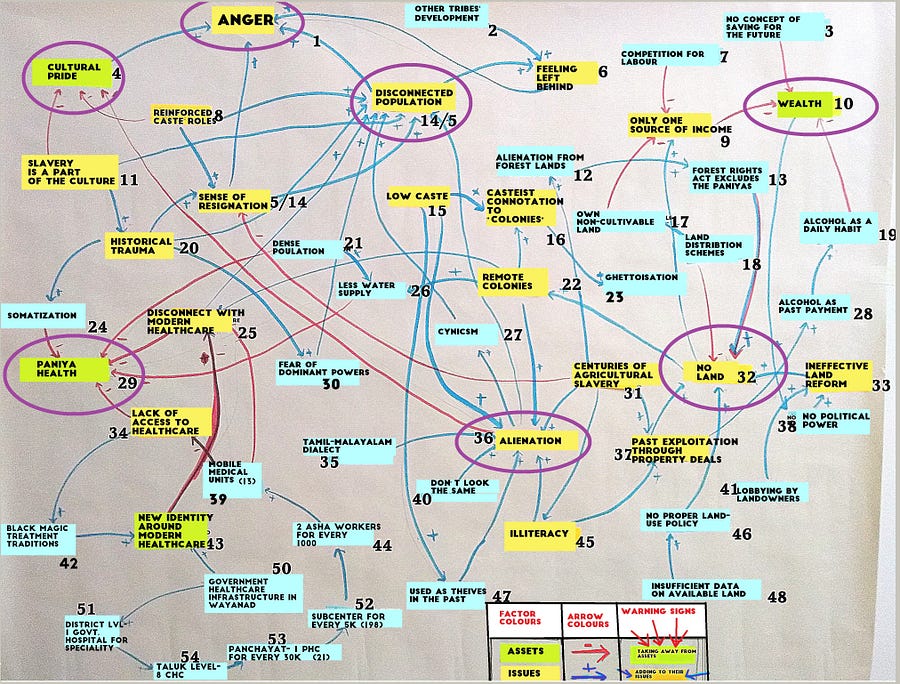 ANGER
1
OTHER TRIBES'
DEVELOPMENT
2
NO CONCEPT OF
SAVING FOR
THE FUTURE
3
CULTURAL
PRIDE
4
FEELING
LEFT
BEHIND
6
COMPETITION FOR
LABOUR
7
DISCONNECTED
POPULATION
14/5
REINFORCED
CASTE ROLES
8
WEALTH
10
ONLY ONE
SOURCE OF INCOME
9
SLAVERY
IS A PART
OF THE CULTURE
11
ALIENATION FROM
FOREST LANDS
12
FOREST RIGHTS
ACT EXCLUDES
THE PANIYAS
13
SENSE OF
RESIGNATION
5/14
LOW CASTE
15
CASTEIST
CONNOTATION
TO
'COLONIES'
16
OWN
NON-CULTIVABLE
LAND
17
LAND
DISTRIBTION
SCHEMES
18
ALCOHOL AS A
DAILY HABIT
19
HISTORICAL
TRAUMA
20
DENSE
POULATION
21
LESS WATER
SUPPLY
26
REMOTE
COLONIES
22
GHETTOISATION
23
SOMATIZATION
24
DISCONNECT WITH
MODERN
HEALTHCARE
25
CYNICSM
27
ALCOHOL AS
PAST PAYMENT
28
PANIYA
HEALTH
29
FEAR OF
DOMINANT POWERS
30
CENTURIES OF
AGRICULTURAL
SLAVERY
31
NO
LAND
32
INEFFECTIVE
LAND
REFORM
33
LACK OF
ACCESS TO
HEALTHCARE
34
TAMIL-MALAYALAM
DIALECT
35
36
ALIENATION
PAST EXPLOITATION
THROUGH
PROPERTY DEALS
37
NO POLITICAL
POWER
38
MOBILE
MEDICAL
UNITS (13)
39
DON T LOOK
THE SAME
40
LOBBYING BY
LANDOWNERS
41
BLACK MAGIC
TREATMENT
TRADITIONS
42
NEW IDENTITY
AROUND
MODERN
HEALTHCARE
43
2 ASHA WORKERS
FOR EVERY
1000
44
ILLITERACY
45
NO PROPER LAND-
USE POLICY
46
GOVERNMENT
HEALTHCARE
INFRASTRUCTURE IN
WAYANAD
50
USED AS THEIVES
IN THE PAST
47
INSUFFICIENT DATA
ON AVAILABLE LAND
48
51
DISTRICT LVL-
1 GOVT.
HOSPITAL FOR
SPECIALITY
52
SUBCENTER FOR
EVERY 5K (198)
53
PANCHAYAT- 1 PHC
FOR EVERY 30K (21)
54
TALUK LEVEL-
8 CHC
FACTOR
COLOURS
ARROW
COLOURS
WARNING SIGNS
ASSETS
-
TAKING AWAY FROM
ASSETS
ISSUES
+
ADDING TO THEIR
ISSUES